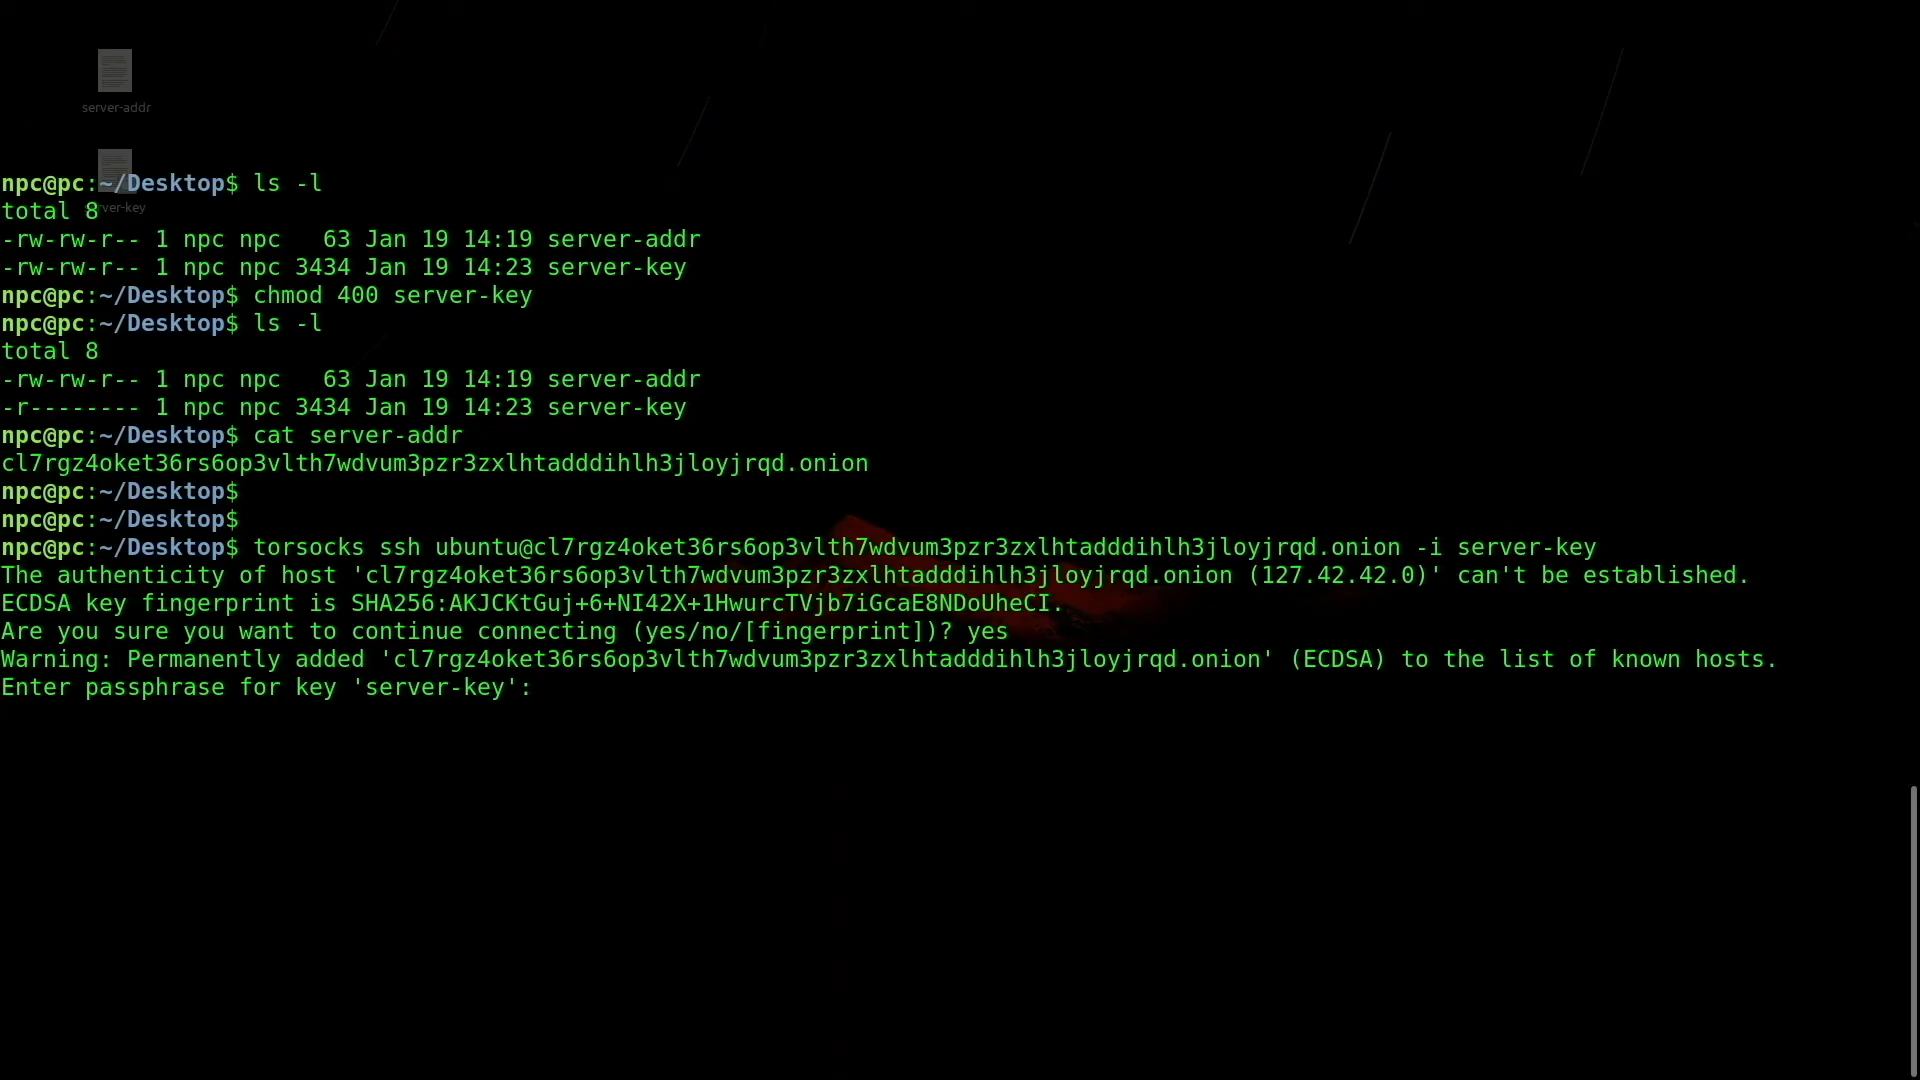 server-addr
npc@pc:~/Desktop$ ls -l
total 8
rver-key
-rw-rw-r-- 1 npc npc   63 Jan 19 14:19 server-addr
-rw-rw-r-- 1 npc npc 3434 Jan 19 14:23 server-key
npc@pc:~/Desktop$ chmod 400 server-key
npc@pc:~/Desktop$ ls -l
total 8
-rw-rw-r-- 1 npc npc   63 Jan 19 14:19 server-addr
-r-------- 1 npc npc 3434 Jan 19 14:23 server-key
npc@pc:~/Desktop$ cat server-addr
cl7rgz4oket36rs6op3vlth7wdvum3pzr3zxlhtadddihlh3jloyjrqd.onion
npc@pc:~/Desktop$
npc@pc:~/Desktop$
npc@pc:~/Desktop$ torsocks ssh ubuntu@cl7rgz4oket36rs6op3vlth7wdvum3pzr3zxlhtadddihlh3jloyjrqd.onion -i server-key
The authenticity of host 'cl7rgz4oket36rs6op3vlth7wdvum3pzr3zxlhtadddihlh3jloyjrqd.onion (127.42.42.0)' can't be established.
ECDSA key fingerprint is SHA256:AKJCKtGuj+6+NI42X+1HwurcTVjb7iGcaE8NDoUheCI.
Are you sure you want to continue connecting (yes/no/[fingerprint])? yes
Warning: Permanently added 'cl7rgz4oket36rs6op3vlth7wdvum3pzr3zxlhtadddihlh3jloyjrqd.onion' (ECDSA) to the list of known hosts.
Enter passphrase for key 'server-key':